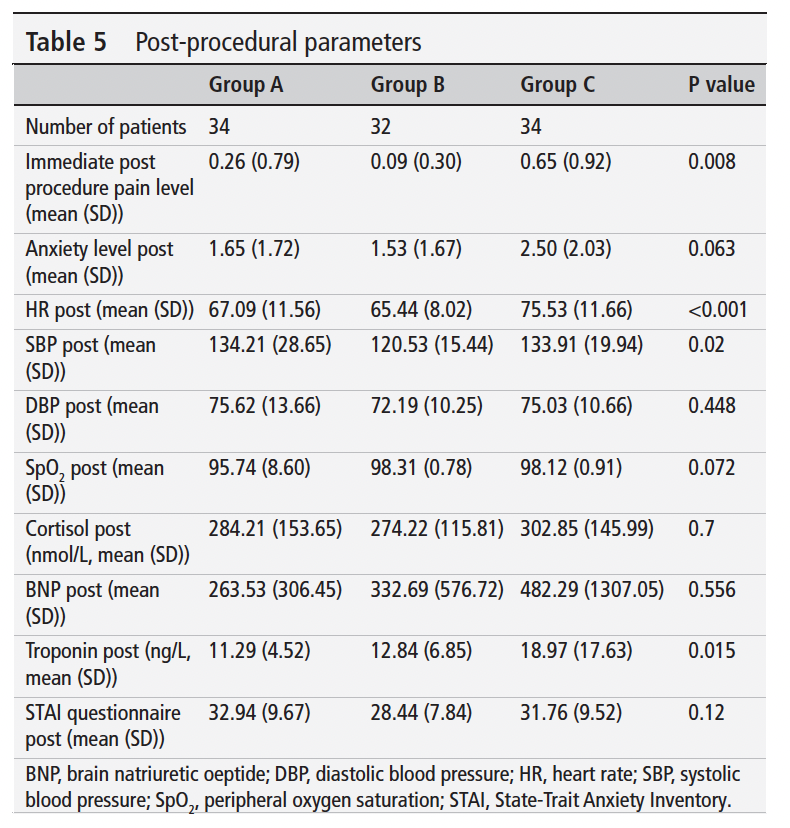 Table 5 Post-procedural parameters
Group A Group B Group C P value
Number of patients 34 32 34
Immediate post 0.26 (0.79) 0.09 (0.30) 0.65 (0.92) 0.008
procedure pain level
(mean (SD))
Anxiety level post 1.65 (1.72) 1.53 (1.67) 2.50 (2.03) 0.063
(mean (SD))
HR post (mean (SD)) 67.09 (11.56) 65.44 (8.02) 75.53 (11.66) <0.001
SBP post (mean 134.21 (28.65) 120.53 (15.44) 133.91 (19.94) 0.02
(SD))
DBP post (mean 75.62 (13.66) 72.19 (10.25) 75.03 (10.66) 0.448
(SD))
SpO₂ post (mean 95.74 (8.60) 98.31 (0.78) 98.12 (0.91) 0.072
(SD))
Cortisol post 284.21 (153.65) 274.22 (115.81) 302.85 (145.99) 0.7
(nmol/L, mean (SD))
BNP post (mean 263.53 (306.45) 332.69 (576.72) 482.29 (1307.05) 0.556
(SD))
Troponin post (ng/L, 11.29 (4.52) 12.84 (6.85) 18.97 (17.63) 0.015
mean (SD))
STAI questionnaire 32.94 (9.67) 28.44 (7.84) 31.76 (9.52) 0.12
post (mean (SD))
BNP, brain natriuretic oeptide; DBP, diastolic blood pressure; HR, heart rate; SBP, systolic
blood pressure; SpO₂, peripheral oxygen saturation; STAI, State-Trait Anxiety Inventory.